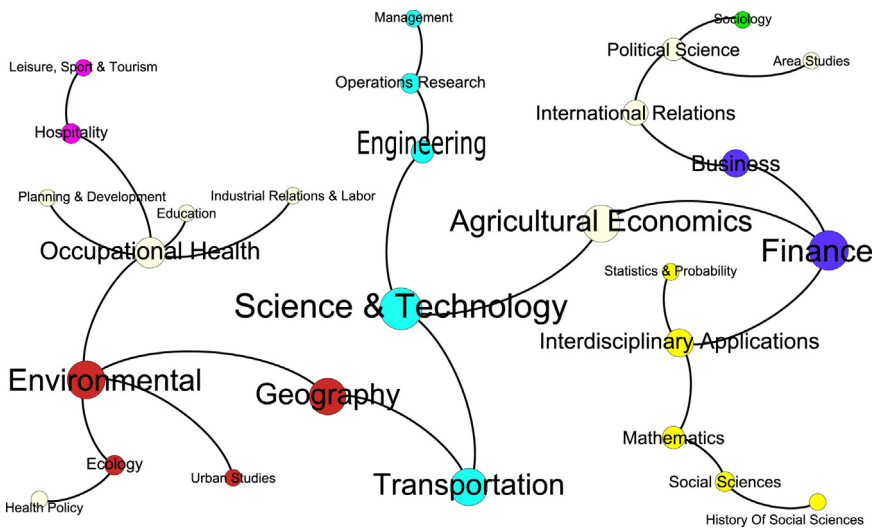 Management
Sociology
Political Science
Area Studies
Leisure, Sport & Tourism
Operations Research
International Relations
Hospitality
Engineering
Business
Planning & Development
Education
Industrial Relations & Labor
Agricultural Economics
Occupational Health
Finance
Statistics & Probability
Science & Technology
Interdisciplinary Applications
Environmental
Geography
Mathematics
Ecology
Urban Studies
Transportation
Social Sciences
Health Policy
History Of Social Sciences